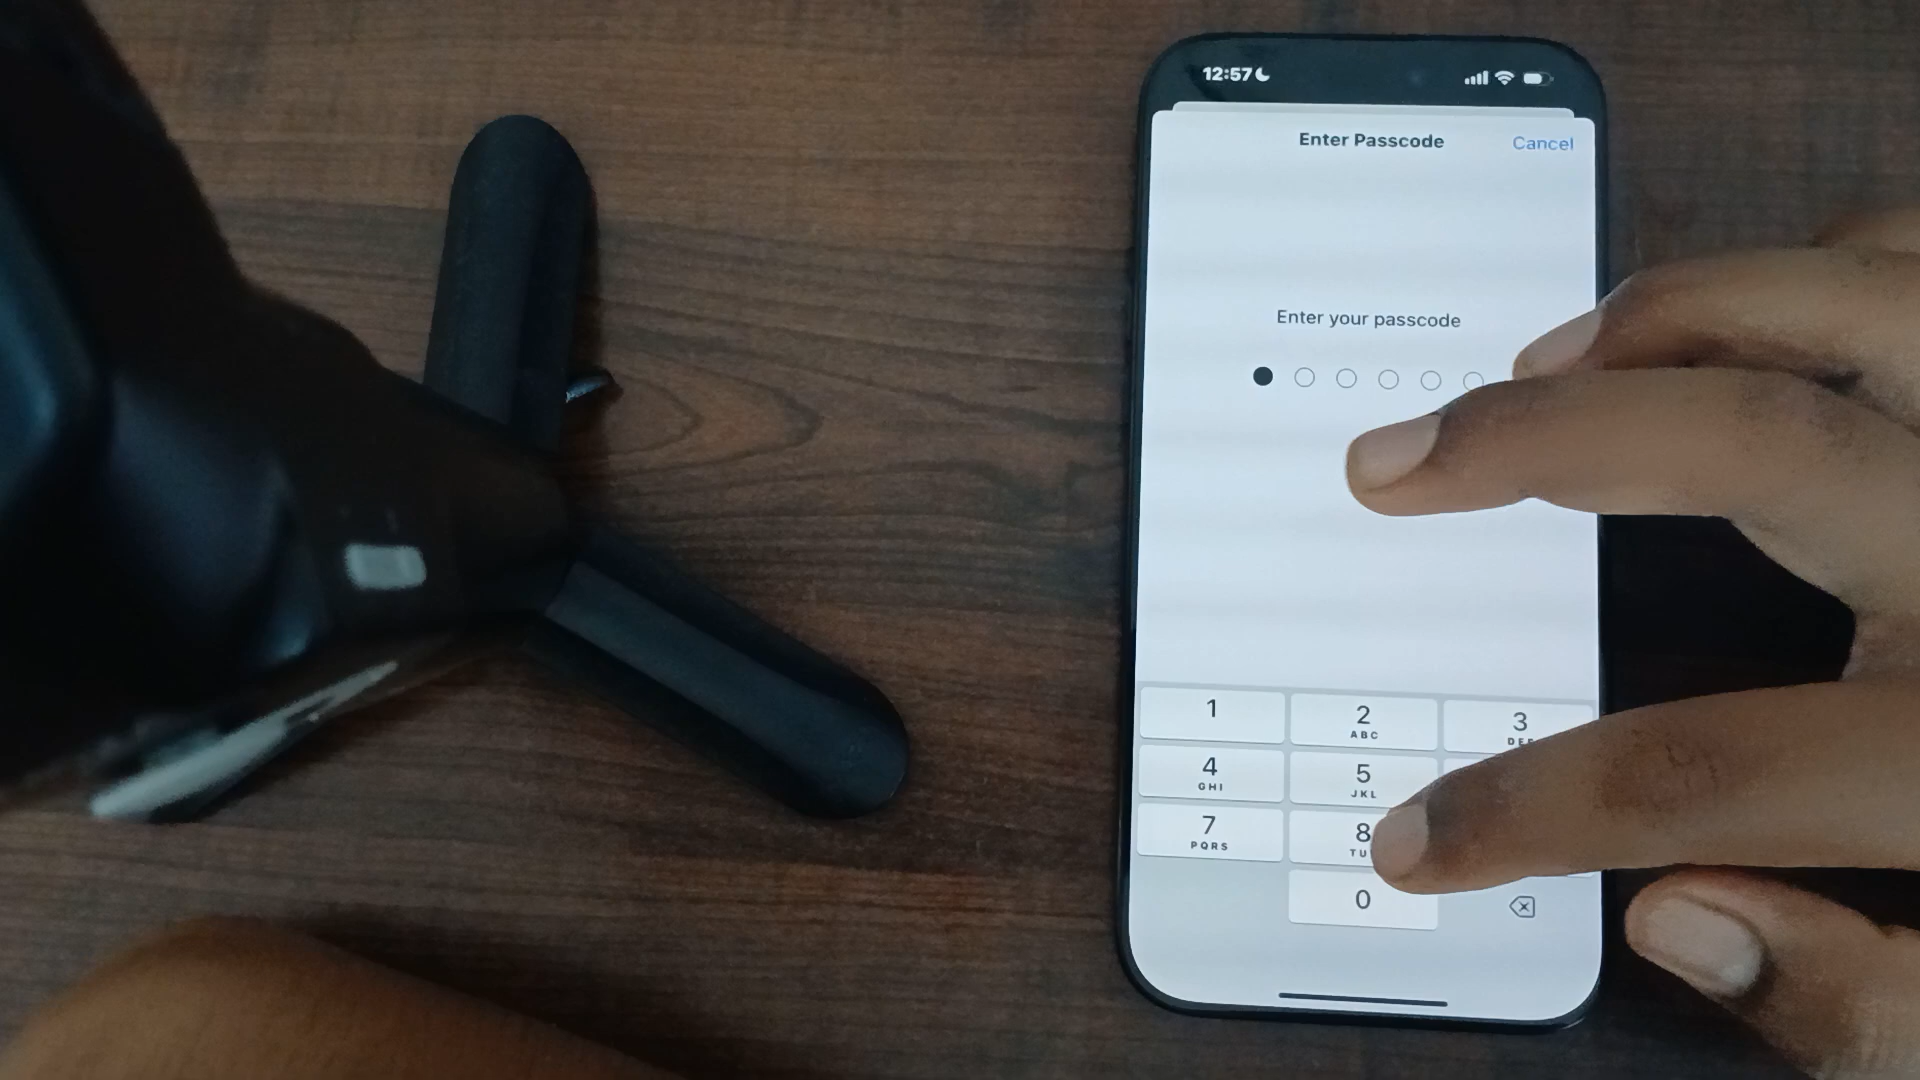 12:57
Enter Passcode
Cancel
Enter your passcode
1
2
ABC
3
4
GHI
5
JKL
7
PQRS
8
0